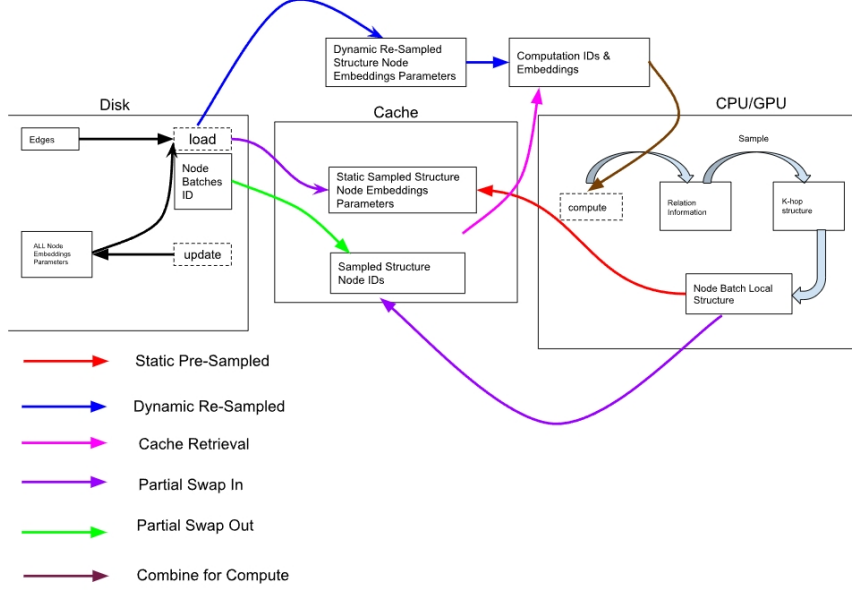 Dynamic Re-Sampled
Structure Node
Embeddings Parameters
Computation IDs &
Embeddings
Disk
Cache
CPU/GPU
Edges
load
Node
Batches
ID
ALL Node
Embeddings
Parameters
update
Static Sampled Structure
Node Embeddings
Parameters
Sampled Structure
Node IDs
Sample
compute
Relation
Information
K-hop
structure
Node Batch Local
Structure
Static Pre-Sampled
Dynamic Re-Sampled
Cache Retrieval
Partial Swap In
Partial Swap Out
Combine for Compute